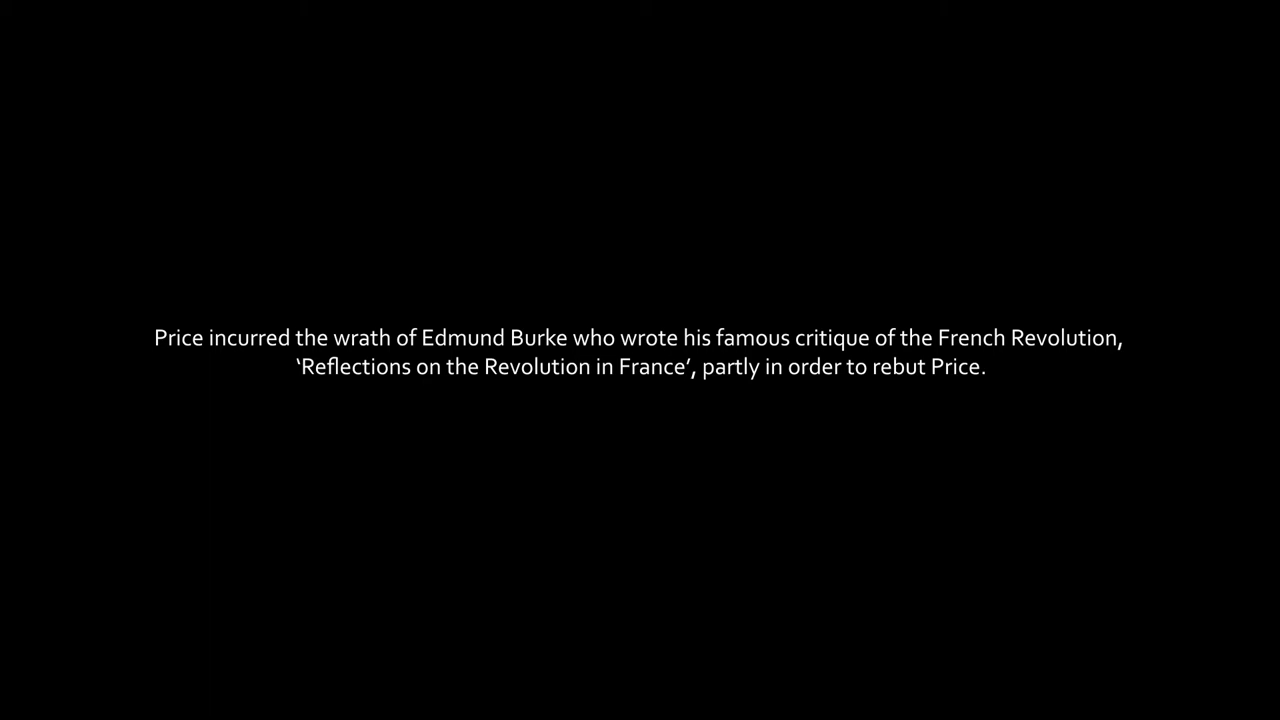 Price incurred the wrath of Edmund Burke who wrote his famous critique of the French Revolution,
‘Reflections on the Revolution in France’, partly in order to rebut Price.